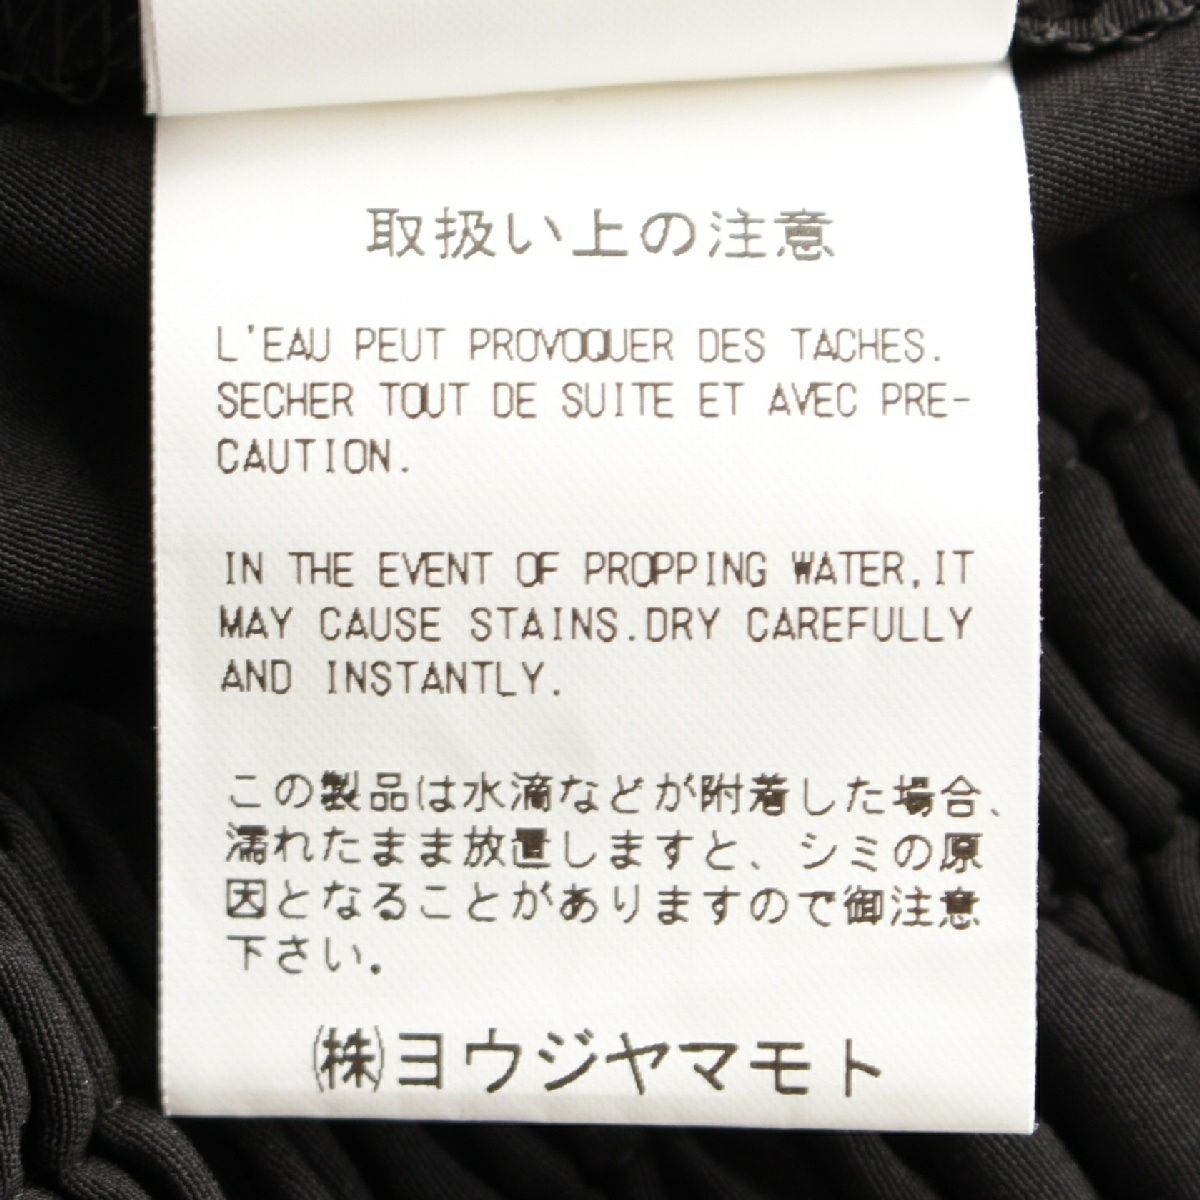 取扱い上の注意
L'EAU PEUT PROVOQUER DES TACHES.
SECHER TOUT DE SUITE ET AVEC PRE-
CAUTION.
IN THE EVENT OF PROPPING WATER,IT
MAY CAUSE STAINS.DRY CAREFULLY
AND INSTANTLY.
この製品は水滴などが附着した場合、
濡れたまま放置しますと、シミの原
因となることがありますので御注意
下さい。
㈱ヨウジヤマモト